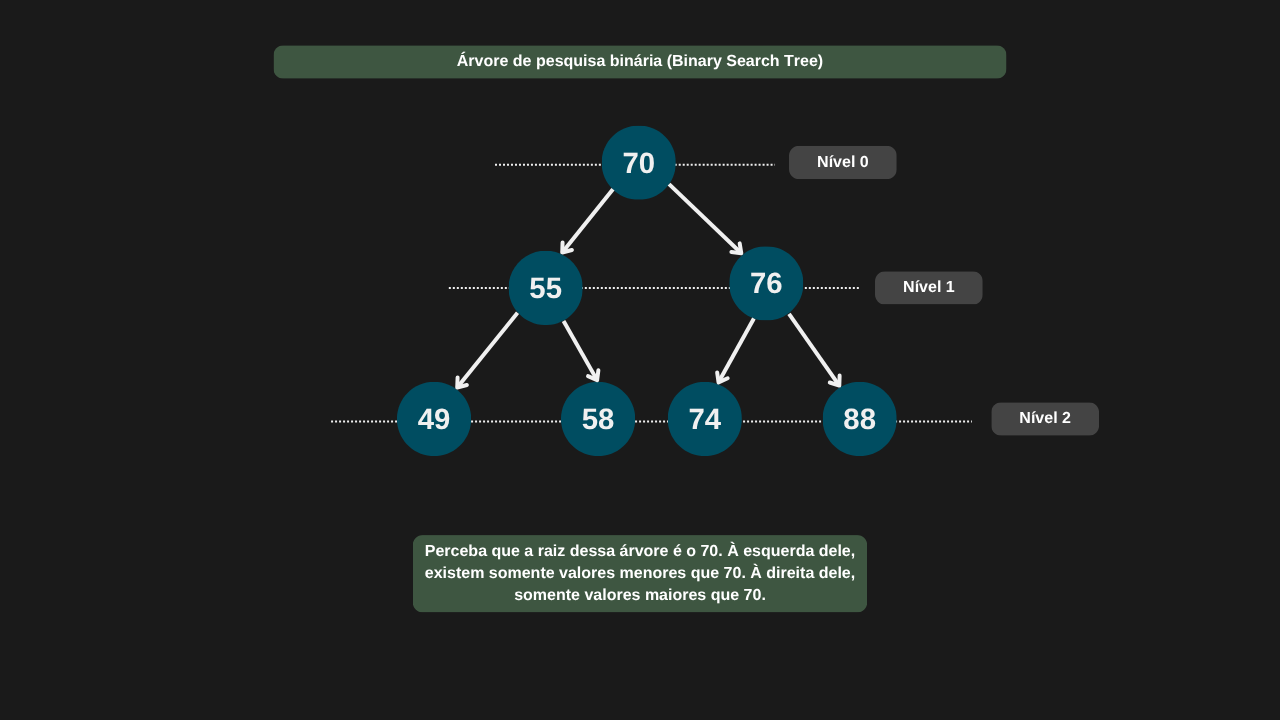 Árvore de pesquisa binária (Binary Search Tree)
70
Nível 0
55
76
Nível 1
49
58
74
88
Nível 2
Perceba que a raiz dessa árvore é o 70. À esquerda dele,
existem somente valores menores que 70. À direita dele,
somente valores maiores que 70.